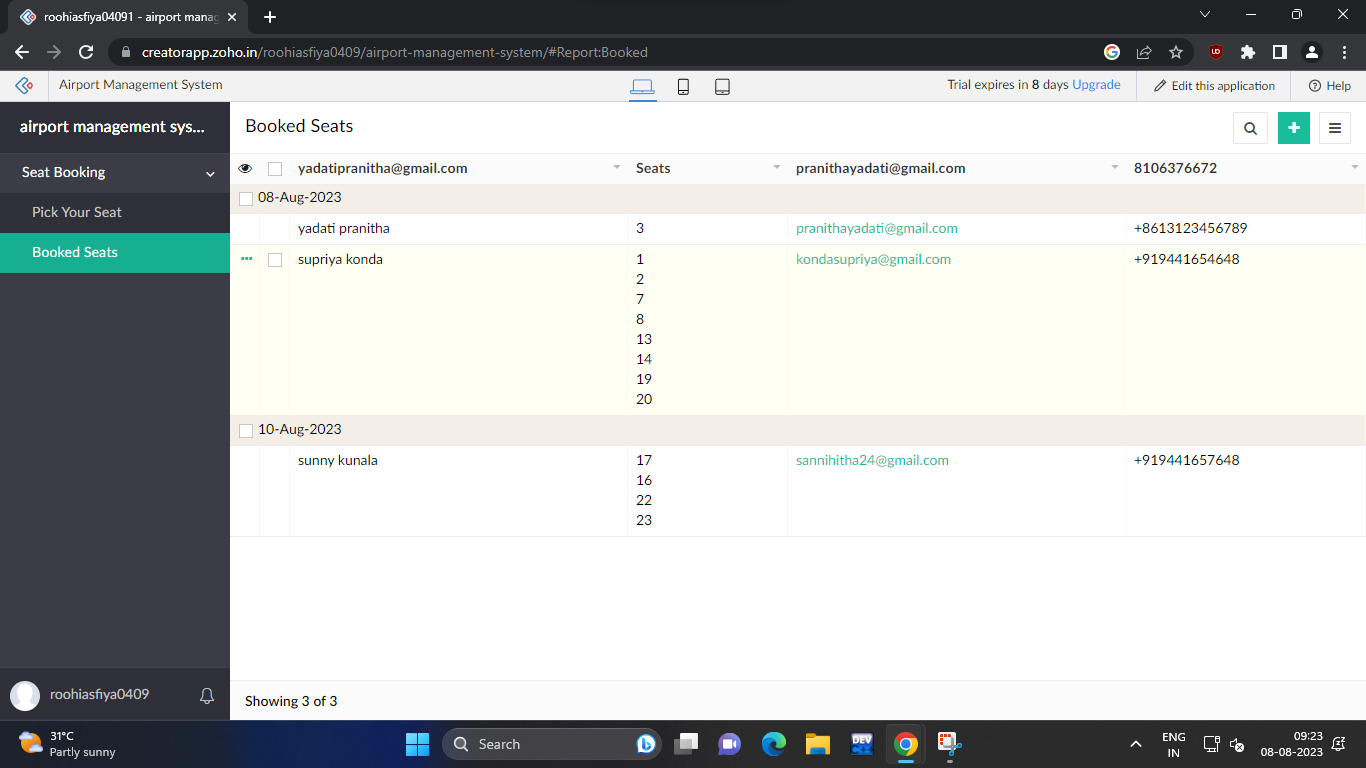 roohiasfiya04091 - airport manag
creatorapp.zoho.in/roohiasfiya0409/airport-management-system/#Report:Booked
Airport Management System
Trial expires in 8 days Upgrade
Edit this application
Help
airport management sys...
Seat Booking
Pick Your Seat
Booked Seats
Booked Seats
yadatipranitha@gmail.com Seats pranithayadati@gmail.com 8106376672
08-Aug-2023
yadati pranitha 3 pranithayadati@gmail.com +8613123456789
supriya konda 1 kondasupriya@gmail.com +919441654648
2
7
8
13
14
19
20
10-Aug-2023
sunny kunala 17 sannihitha24@gmail.com +919441657648
16
22
23
Showing 3 of 3
roohiasfiya0409
31°C
Partly sunny
Search
DEV
ENG
IN
09:23
08-08-2023